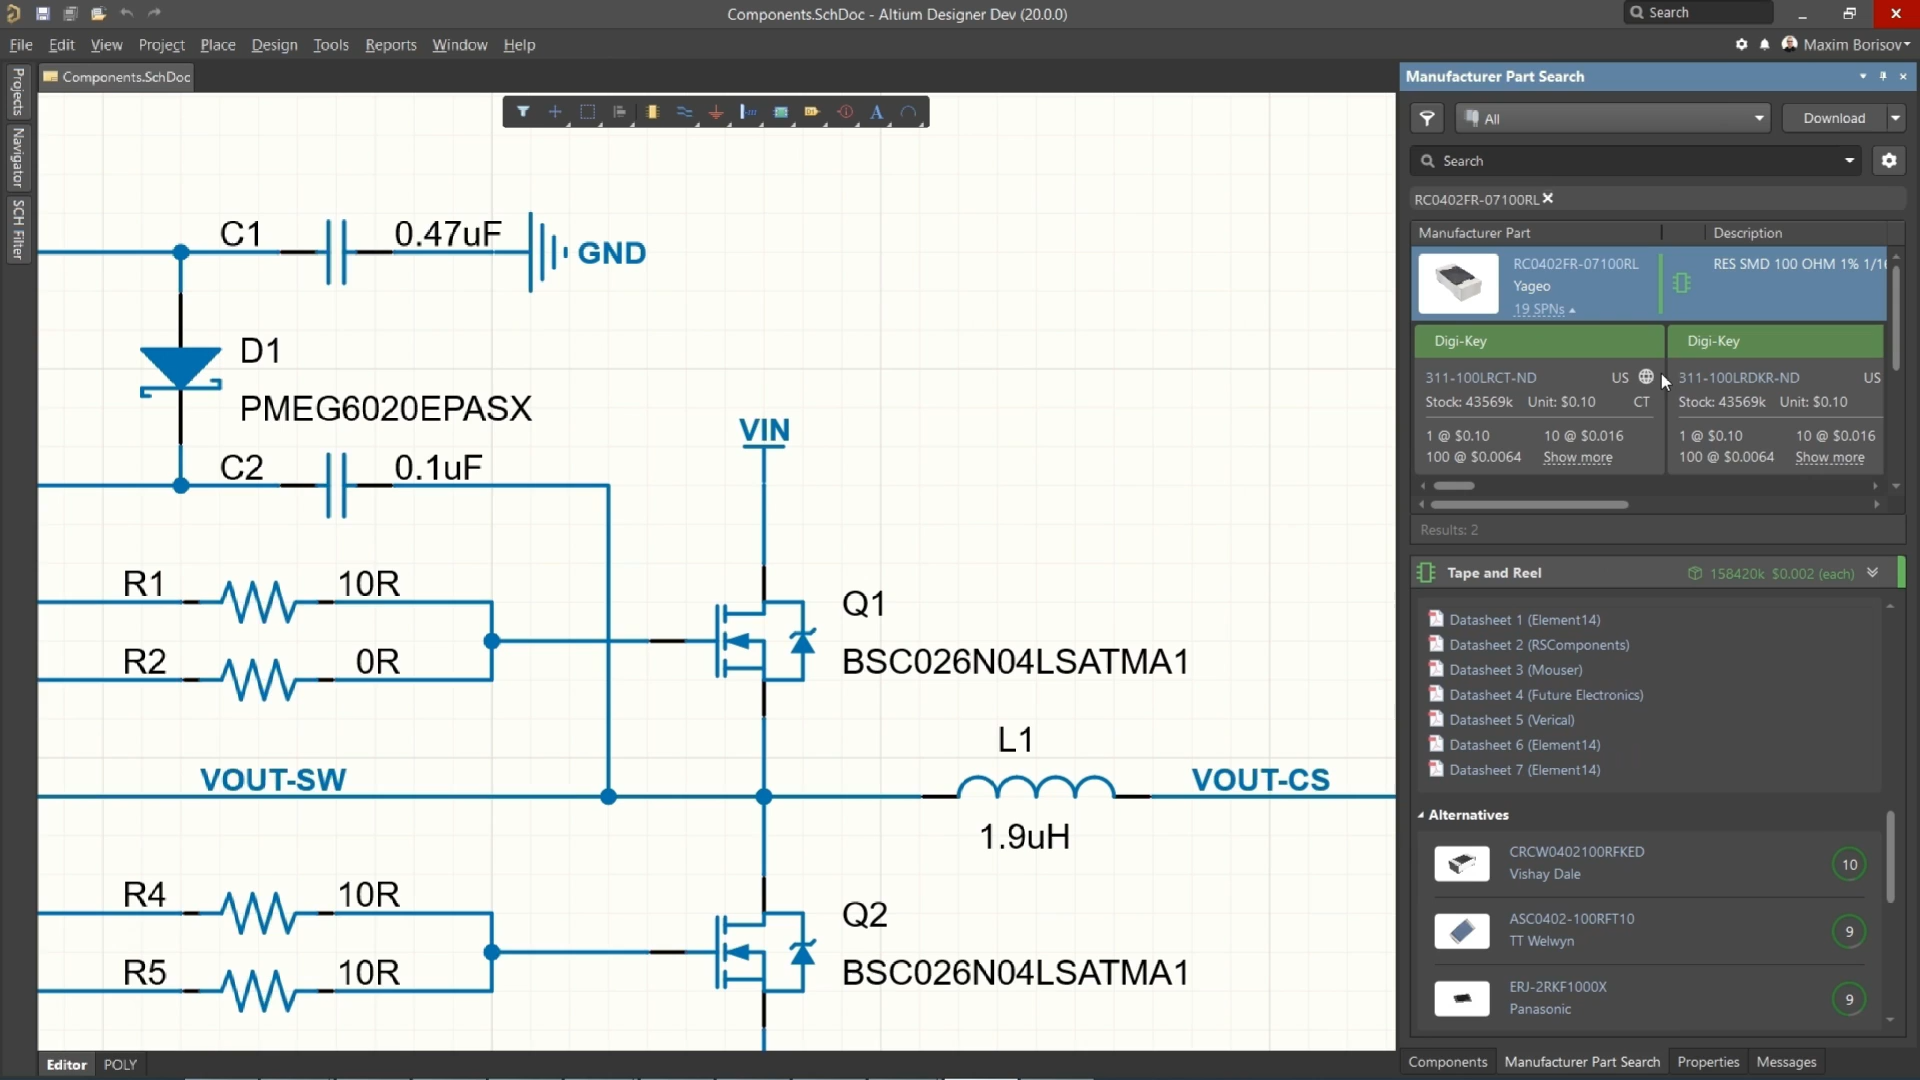 Components.SchDoc - Altium Designer Dev (20.0.0)
Search
File Edit View Project Place Design Tools Reports Window Help
Maxim Borisov
Projects
Navigator
SCH Filter
Components.SchDoc
C1 0.47uF
GND
D1
PMEG6020EPASX
C2 0.1uF
VIN
R1 10R
Q1
R2 0R
BSC026N04LSATMA1
L1
VOUT-SW
VOUT-CS
1.9uH
R4 10R
Q2
R5 10R
BSC026N04LSATMA1
Editor POLY
Manufacturer Part Search
All
Download
Search
RC0402FR-07100RL
Manufacturer Part Description
RC0402FR-07100RL RES SMD 100 OHM 1% 1/16
Yageo
19 SPNs
Digi-Key Digi-Key
311-100LRCT-ND US 311-100LRDKR-ND US
Stock: 43569k Unit: $0.10 CT Stock: 43569k Unit: $0.10
1 @ $0.10 10 @ $0.016 1 @ $0.10 10 @ $0.016
100 @ $0.0064 Show more 100 @ $0.0064 Show more
Results: 2
Tape and Reel 158420k $0.002 (each)
Datasheet 1 (Element14)
Datasheet 2 (RSComponents)
Datasheet 3 (Mouser)
Datasheet 4 (Future Electronics)
Datasheet 5 (Verical)
Datasheet 6 (Element14)
Datasheet 7 (Element14)
Alternatives
CRCW0402100RFKED
Vishay Dale
10
ASC0402-100RFT10
TT Welwyn
9
ERJ-2RKF1000X
Panasonic
9
Components Manufacturer Part Search Properties Messages